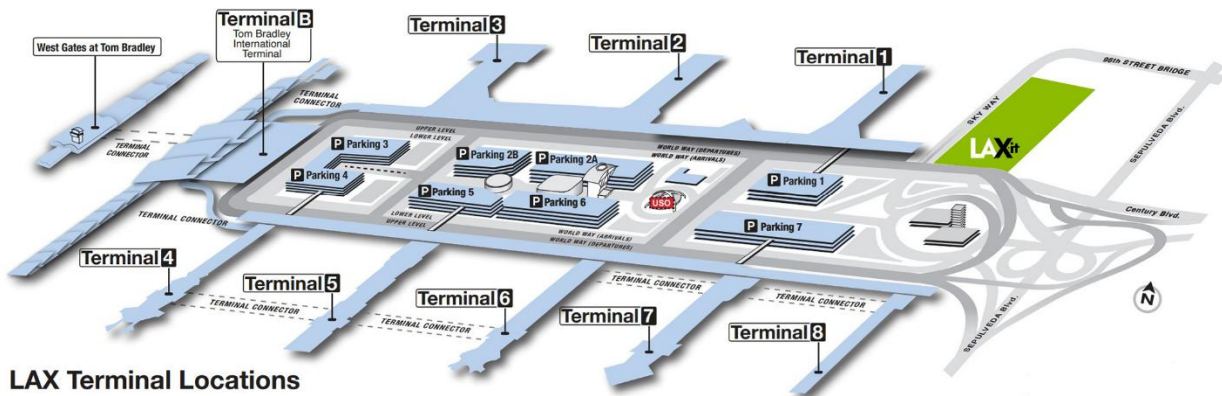 West Gates at Tom Bradley
Terminal B
Tom Bradley
International
Terminal
Terminal 3
Terminal 2
Terminal 1
96th STREET BRIDGE
SKY WAY
SEPULVEDA Blvd.
LAXit
TERMINAL
CONNECTOR
TERMINAL
CONNECTOR
UPPER LEVEL
LOWER LEVEL
WORLD WAY (DEPARTURES)
WORLD WAY (ARRIVALS)
P Parking 3
P Parking 2B
P Parking 2A
P Parking 4
P Parking 5
P Parking 6
USO
P Parking 1
P Parking 7
Century Blvd.
TERMINAL CONNECTOR
LOWER LEVEL
UPPER LEVEL
WORLD WAY (ARRIVALS)
WORLD WAY (DEPARTURES)
Terminal 4
Terminal 5
Terminal 6
Terminal 7
Terminal 8
TERMINAL CONNECTOR
TERMINAL CONNECTOR
TERMINAL CONNECTOR
TERMINAL CONNECTOR
SEPULVEDA Blvd.
N
LAX Terminal Locations